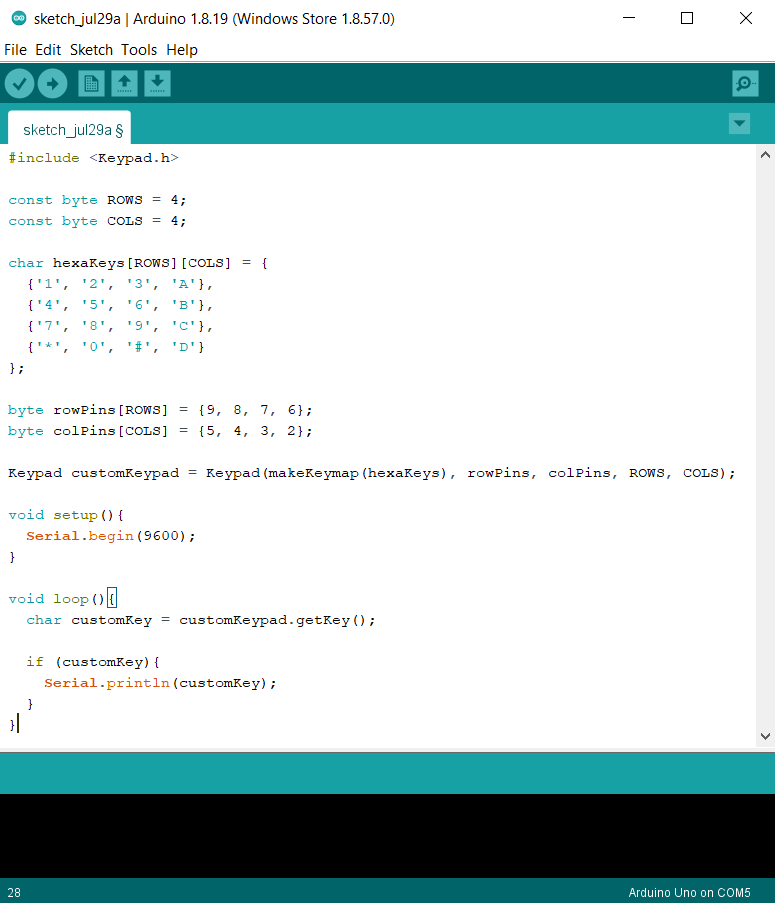 sketch_jul29a | Arduino 1.8.19 (Windows Store 1.8.57.0)
File Edit Sketch Tools Help
sketch_jul29a §
#include <Keypad.h>
const byte ROWS = 4;
const byte COLS = 4;
char hexaKeys[ROWS][COLS] = {
  {'1', '2', '3', 'A'},
  {'4', '5', '6', 'B'},
  {'7', '8', '9', 'C'},
  {'*', '0', '#', 'D'}
};
byte rowPins[ROWS] = {9, 8, 7, 6};
byte colPins[COLS] = {5, 4, 3, 2};
Keypad customKeypad = Keypad(makeKeymap(hexaKeys), rowPins, colPins, ROWS, COLS);
void setup(){
  Serial.begin(9600);
}
void loop(){
  char customKey = customKeypad.getKey();
  if (customKey){
    Serial.println(customKey);
  }
}
28 Arduino Uno on COM5